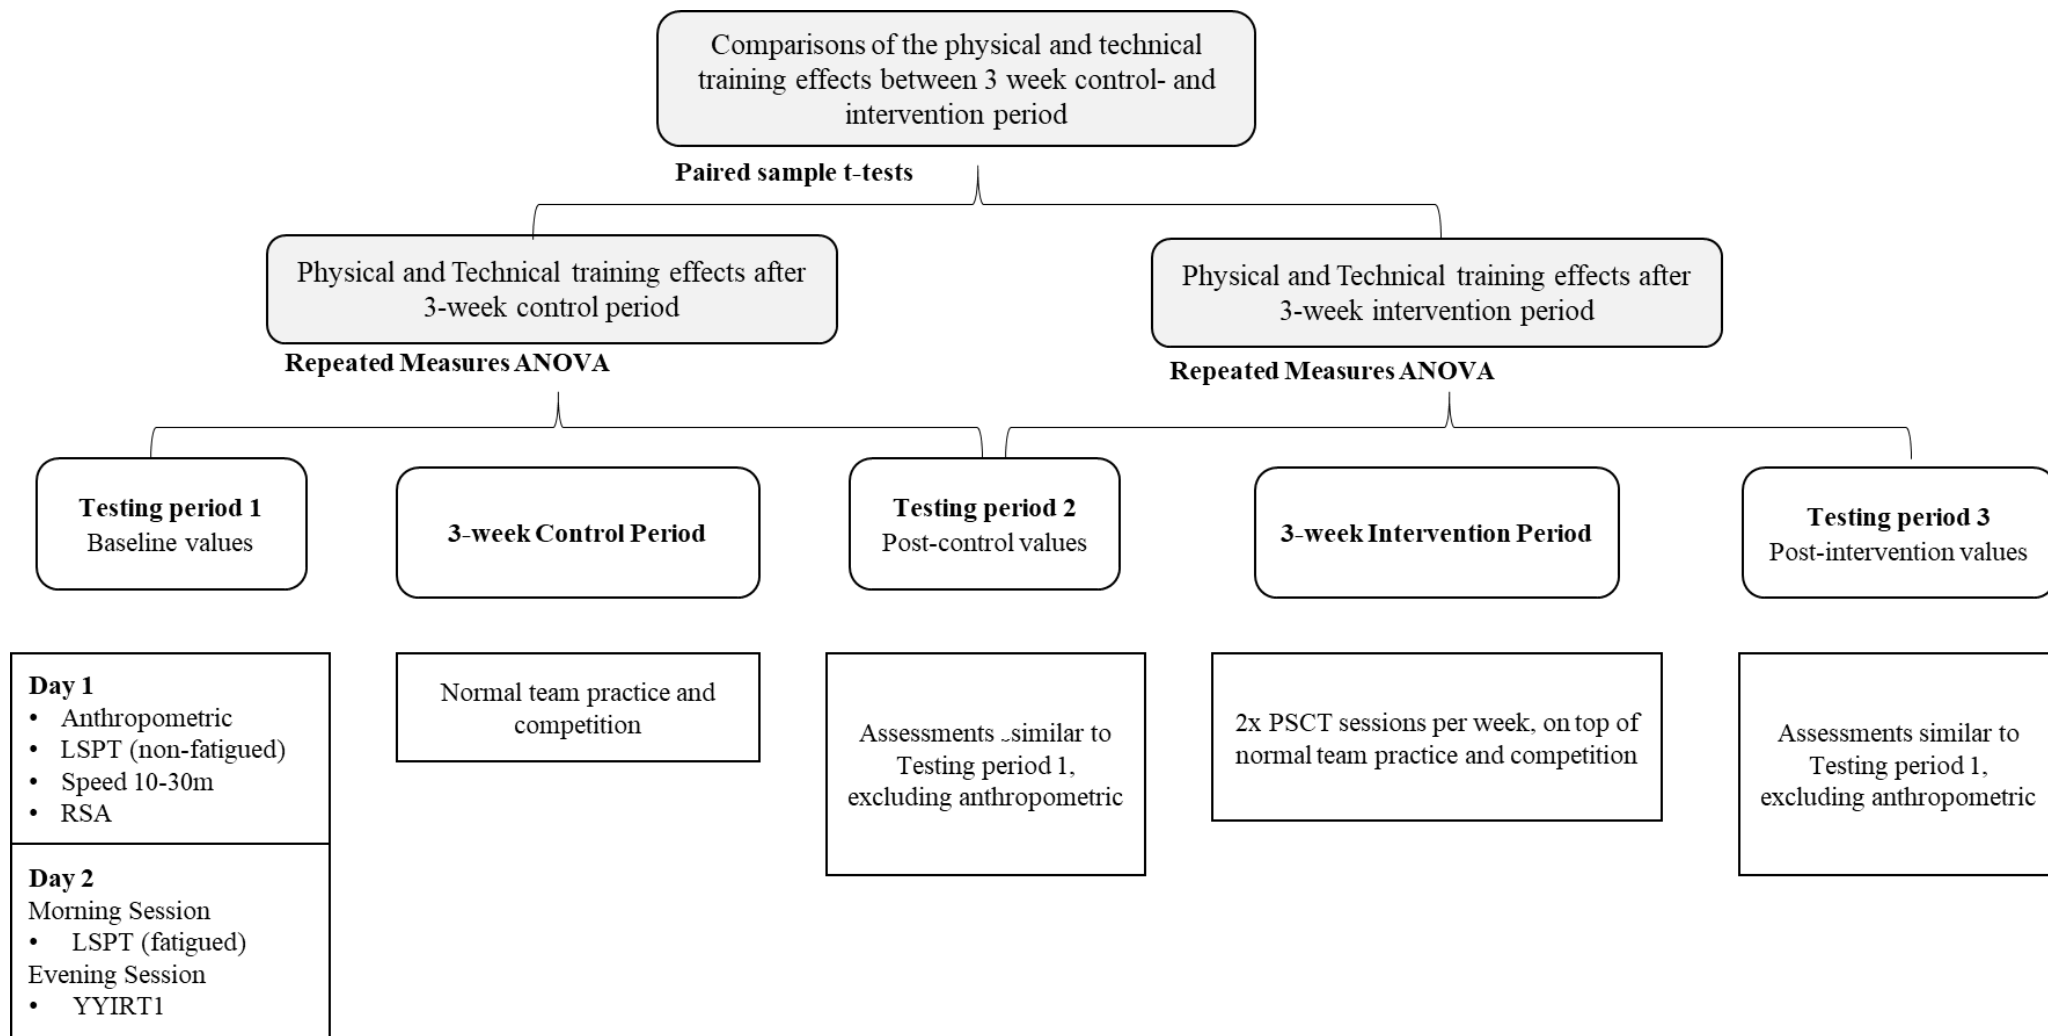 Comparisons of the physical and technical
training effects between 3 week control- and
intervention period
Paired sample t-tests
Physical and Technical training effects after
3-week control period
Physical and Technical training effects after
3-week intervention period
Repeated Measures ANOVA
Repeated Measures ANOVA
Testing period 1
Baseline values
3-week Control Period
Testing period 2
Post-control values
3-week Intervention Period
Testing period 3
Post-intervention values
Day 1
• Anthropometric
• LSPT (non-fatigued)
• Speed 10-30m
• RSA
Day 2
Morning Session
• LSPT (fatigued)
Evening Session
• YYIRT1
Normal team practice and
competition
Assessments similar to
Testing period 1,
excluding anthropometric
2x PSCT sessions per week, on top of
normal team practice and competition
Assessments similar to
Testing period 1,
excluding anthropometric